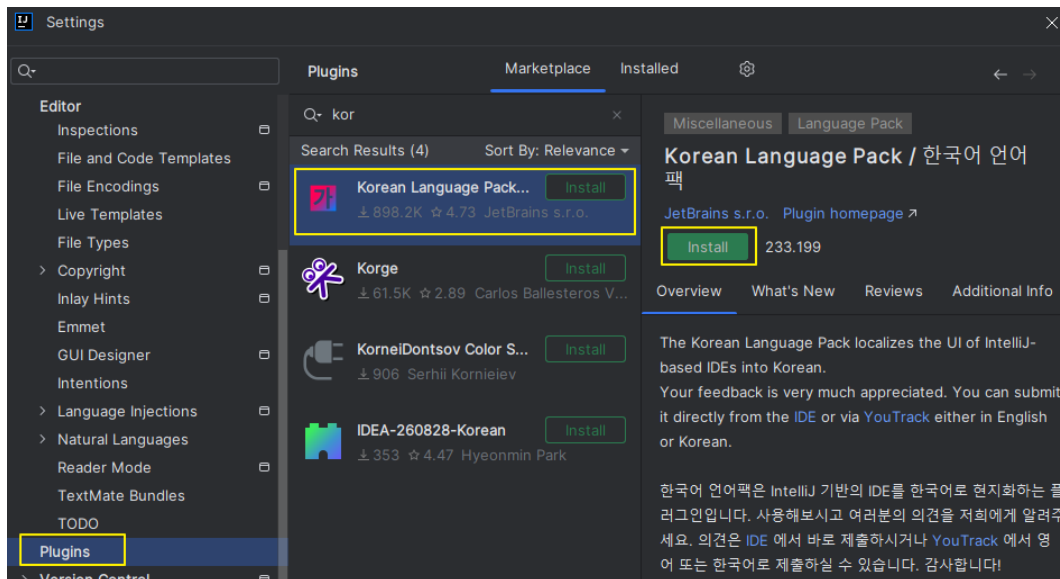 Settings
Plugins
Marketplace
Installed
Editor
Inspections
File and Code Templates
File Encodings
Live Templates
File Types
Copyright
Inlay Hints
Emmet
GUI Designer
Intentions
Language Injections
Natural Languages
Reader Mode
TextMate Bundles
TODO
Plugins
Version Control
kor
Search Results (4) Sort By: Relevance
Korean Language Pack... Install
898.2K 4.73 JetBrains s.r.o.
Korge Install
61.5K 2.89 Carlos Ballesteros V...
KorneiDontsov Color S... Install
906 Serhii Kornieiev
IDEA-260828-Korean Install
353 4.47 Hyeonmin Park
Miscellaneous Language Pack
Korean Language Pack / 한국어 언어
팩
JetBrains s.r.o. Plugin homepage ↗
Install 233.199
Overview What's New Reviews Additional Info
The Korean Language Pack localizes the UI of IntelliJ-
based IDEs into Korean.
Your feedback is very much appreciated. You can submit
it directly from the IDE or via YouTrack either in English
or Korean.
한국어 언어팩은 IntelliJ 기반의 IDE를 한국어로 현지화하는 플
러그인입니다. 사용해보시고 여러분의 의견을 저희에게 알려주
세요. 의견은 IDE 에서 바로 제출하시거나 YouTrack 에서 영
어 또는 한국어로 제출하실 수 있습니다. 감사합니다!